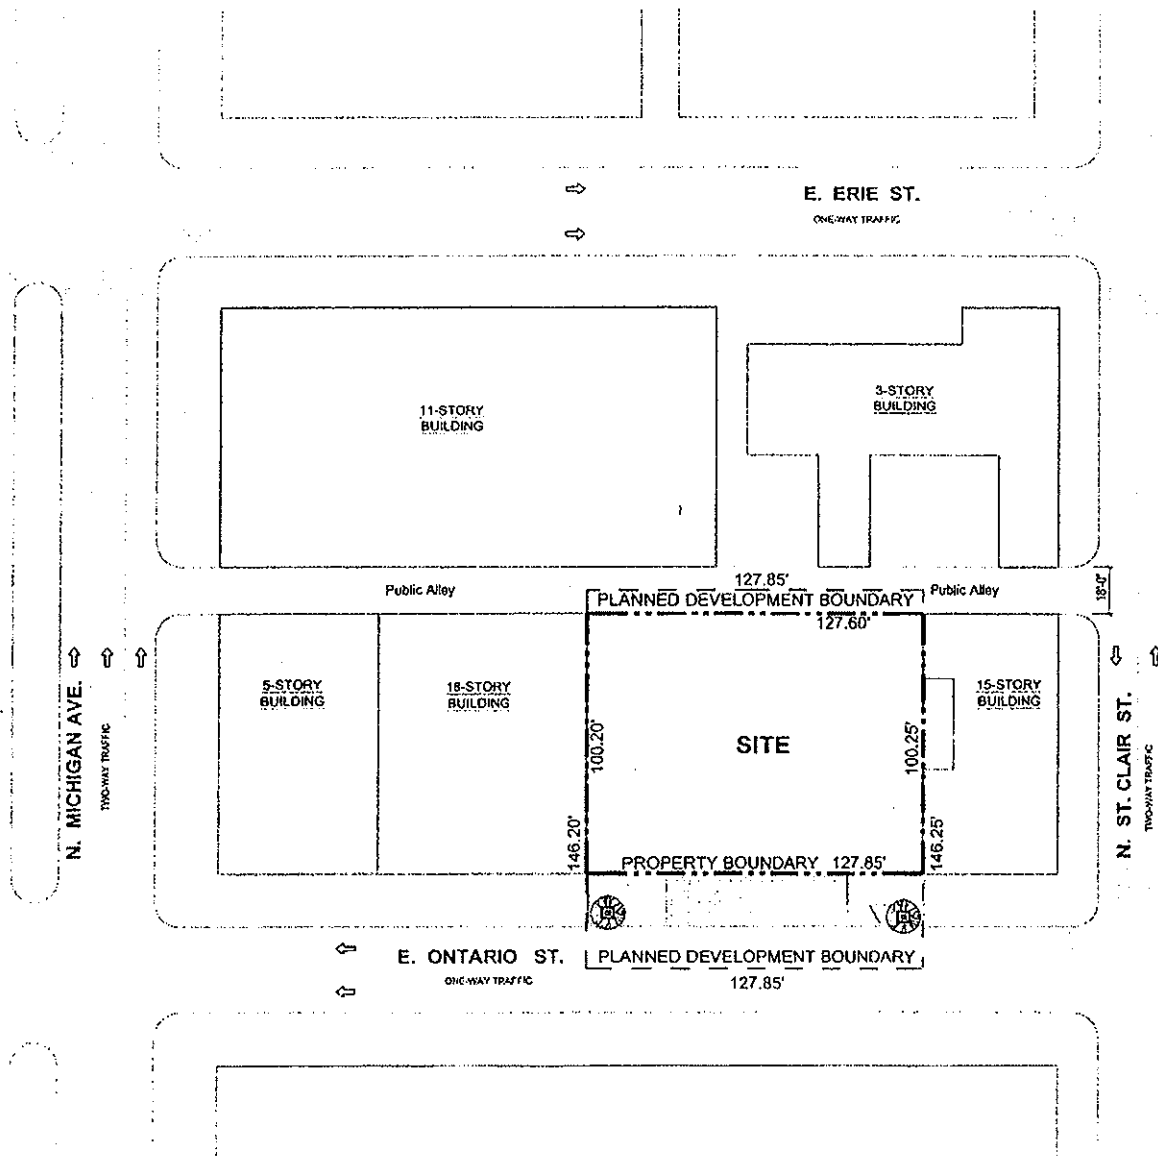 E. ERIE ST.
ONE-WAY TRAFFIC
11-STORY
BUILDING
3-STORY
BUILDING
Public Alley
127.85'
PLANNED DEVELOPMENT BOUNDARY
127.60'
Public Alley
18'-0"
5-STORY
BUILDING
18-STORY
BUILDING
15-STORY
BUILDING
SITE
100.20'
100.25'
146.20'
146.25'
PROPERTY BOUNDARY 127.85'
N. MICHIGAN AVE.
TWO-WAY TRAFFIC
N. ST. CLAIR ST.
TWO-WAY TRAFFIC
E. ONTARIO ST.
ONE-WAY TRAFFIC
PLANNED DEVELOPMENT BOUNDARY
127.85'